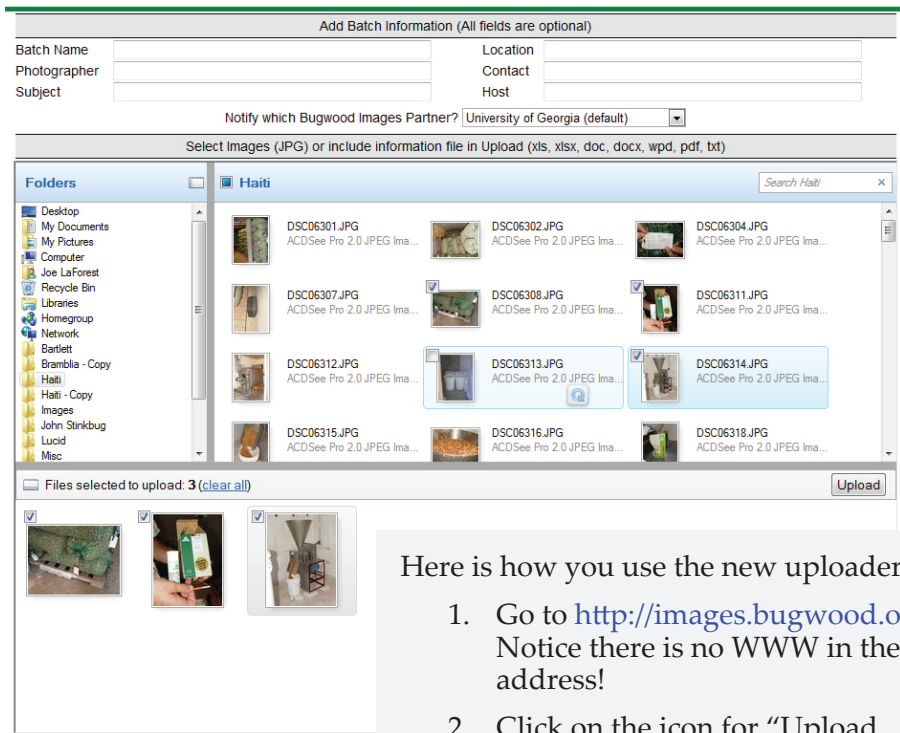 Add Batch Information (All fields are optional)
Batch Name
Location
Photographer
Contact
Subject
Host
Notify which Bugwood Images Partner? University of Georgia (default)
Select Images (JPG) or include information file in Upload (xls, xlsx, doc, docx, wpd, pdf, txt)
Folders
Haiti
Search Haiti
Desktop
My Documents
My Pictures
Computer
Joe LaForest
Recycle Bin
Libraries
Homegroup
Network
Bartlett
Bramblia - Copy
Haiti
Haiti - Copy
Images
John Stinkbug
Lucid
Misc
DSC06301.JPG
ACDSee Pro 2.0 JPEG Ima...
DSC06302.JPG
ACDSee Pro 2.0 JPEG Ima...
DSC06304.JPG
ACDSee Pro 2.0 JPEG Ima...
DSC06307.JPG
ACDSee Pro 2.0 JPEG Ima...
DSC06308.JPG
ACDSee Pro 2.0 JPEG Ima...
DSC06311.JPG
ACDSee Pro 2.0 JPEG Ima...
DSC06312.JPG
ACDSee Pro 2.0 JPEG Ima...
DSC06313.JPG
ACDSee Pro 2.0 JPEG Ima...
DSC06314.JPG
ACDSee Pro 2.0 JPEG Ima...
DSC06315.JPG
ACDSee Pro 2.0 JPEG Ima...
DSC06316.JPG
ACDSee Pro 2.0 JPEG Ima...
DSC06318.JPG
ACDSee Pro 2.0 JPEG Ima...
Files selected to upload: 3 (clear all)
Upload
Here is how you use the new uploader
1. Go to http://images.bugwood.o
Notice there is no WWW in the
address!
2. Click on the icon for "Upload